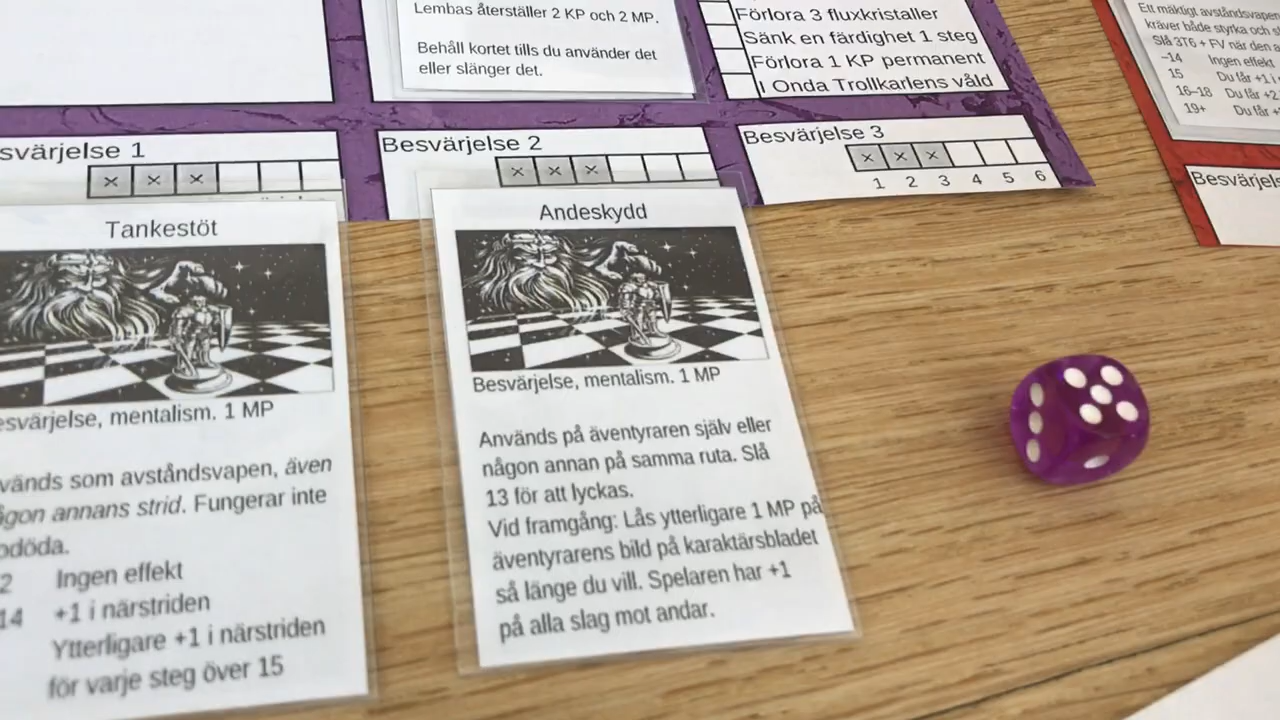 Lembas återställer 2 KP och 2 MP.
Behåll kortet tills du använder det
eller slänger det.
Förlora 3 fluxkristaller
Sänk en färdighet 1 steg
Förlora 1 KP permanent
I Onda Trollkarlens våld
Ett mäktigt avståndsvapen
kräver både styrka och
Slå 3T6 + FV när den
-14 Ingen effekt
15 Du får +1 i
16-18 Du får +2
19+ Du får
svärjelse 1
× × ×
Besvärjelse 2
× × ×
Besvärjelse 3
× × ×
1 2 3 4 5 6
Besvärjelse
Tankestöt
esvärjelse, mentalism. 1 MP
vänds som avståndsvapen, även
ågon annans strid. Fungerar inte
odöda.
2 Ingen effekt
14 +1 i närstriden
Ytterligare +1 i närstriden
för varje steg över 15
Andeskydd
Besvärjelse, mentalism. 1 MP
Används på äventyraren själv eller
någon annan på samma ruta. Slå
13 för att lyckas.
Vid framgång: Lås ytterligare 1 MP på
äventyrarens bild på karaktärsbladet
så länge du vill. Spelaren har +1
på alla slag mot andar.